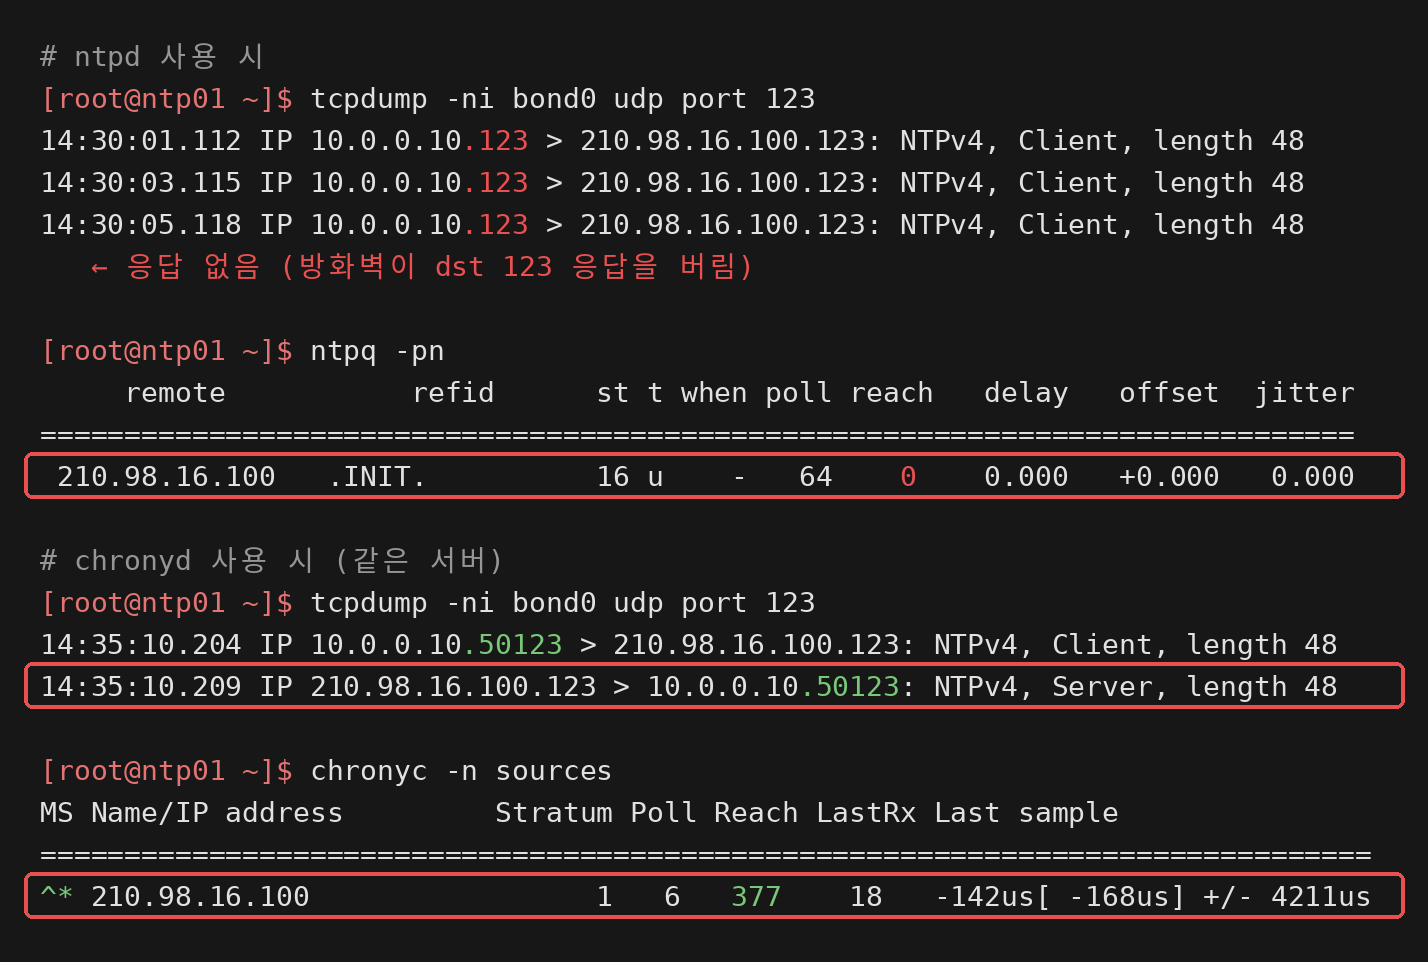 # ntpd 사용 시
[root@ntp01 ~]$ tcpdump -ni bond0 udp port 123
14:30:01.112 IP 10.0.0.10.123 > 210.98.16.100.123: NTPv4, Client, length 48
14:30:03.115 IP 10.0.0.10.123 > 210.98.16.100.123: NTPv4, Client, length 48
14:30:05.118 IP 10.0.0.10.123 > 210.98.16.100.123: NTPv4, Client, length 48
← 응답 없음 (방화벽이 dst 123 응답을 버림)
[root@ntp01 ~]$ ntpq -pn
remote refid st t when poll reach delay offset jitter
==============================================================================
210.98.16.100 .INIT. 16 u - 64 0 0.000 +0.000 0.000
# chronyd 사용 시 (같은 서버)
[root@ntp01 ~]$ tcpdump -ni bond0 udp port 123
14:35:10.204 IP 10.0.0.10.50123 > 210.98.16.100.123: NTPv4, Client, length 48
14:35:10.209 IP 210.98.16.100.123 > 10.0.0.10.50123: NTPv4, Server, length 48
[root@ntp01 ~]$ chronyc -n sources
MS Name/IP address Stratum Poll Reach LastRx Last sample
===============================================================================
^* 210.98.16.100 1 6 377 18 -142us[ -168us] +/- 4211us